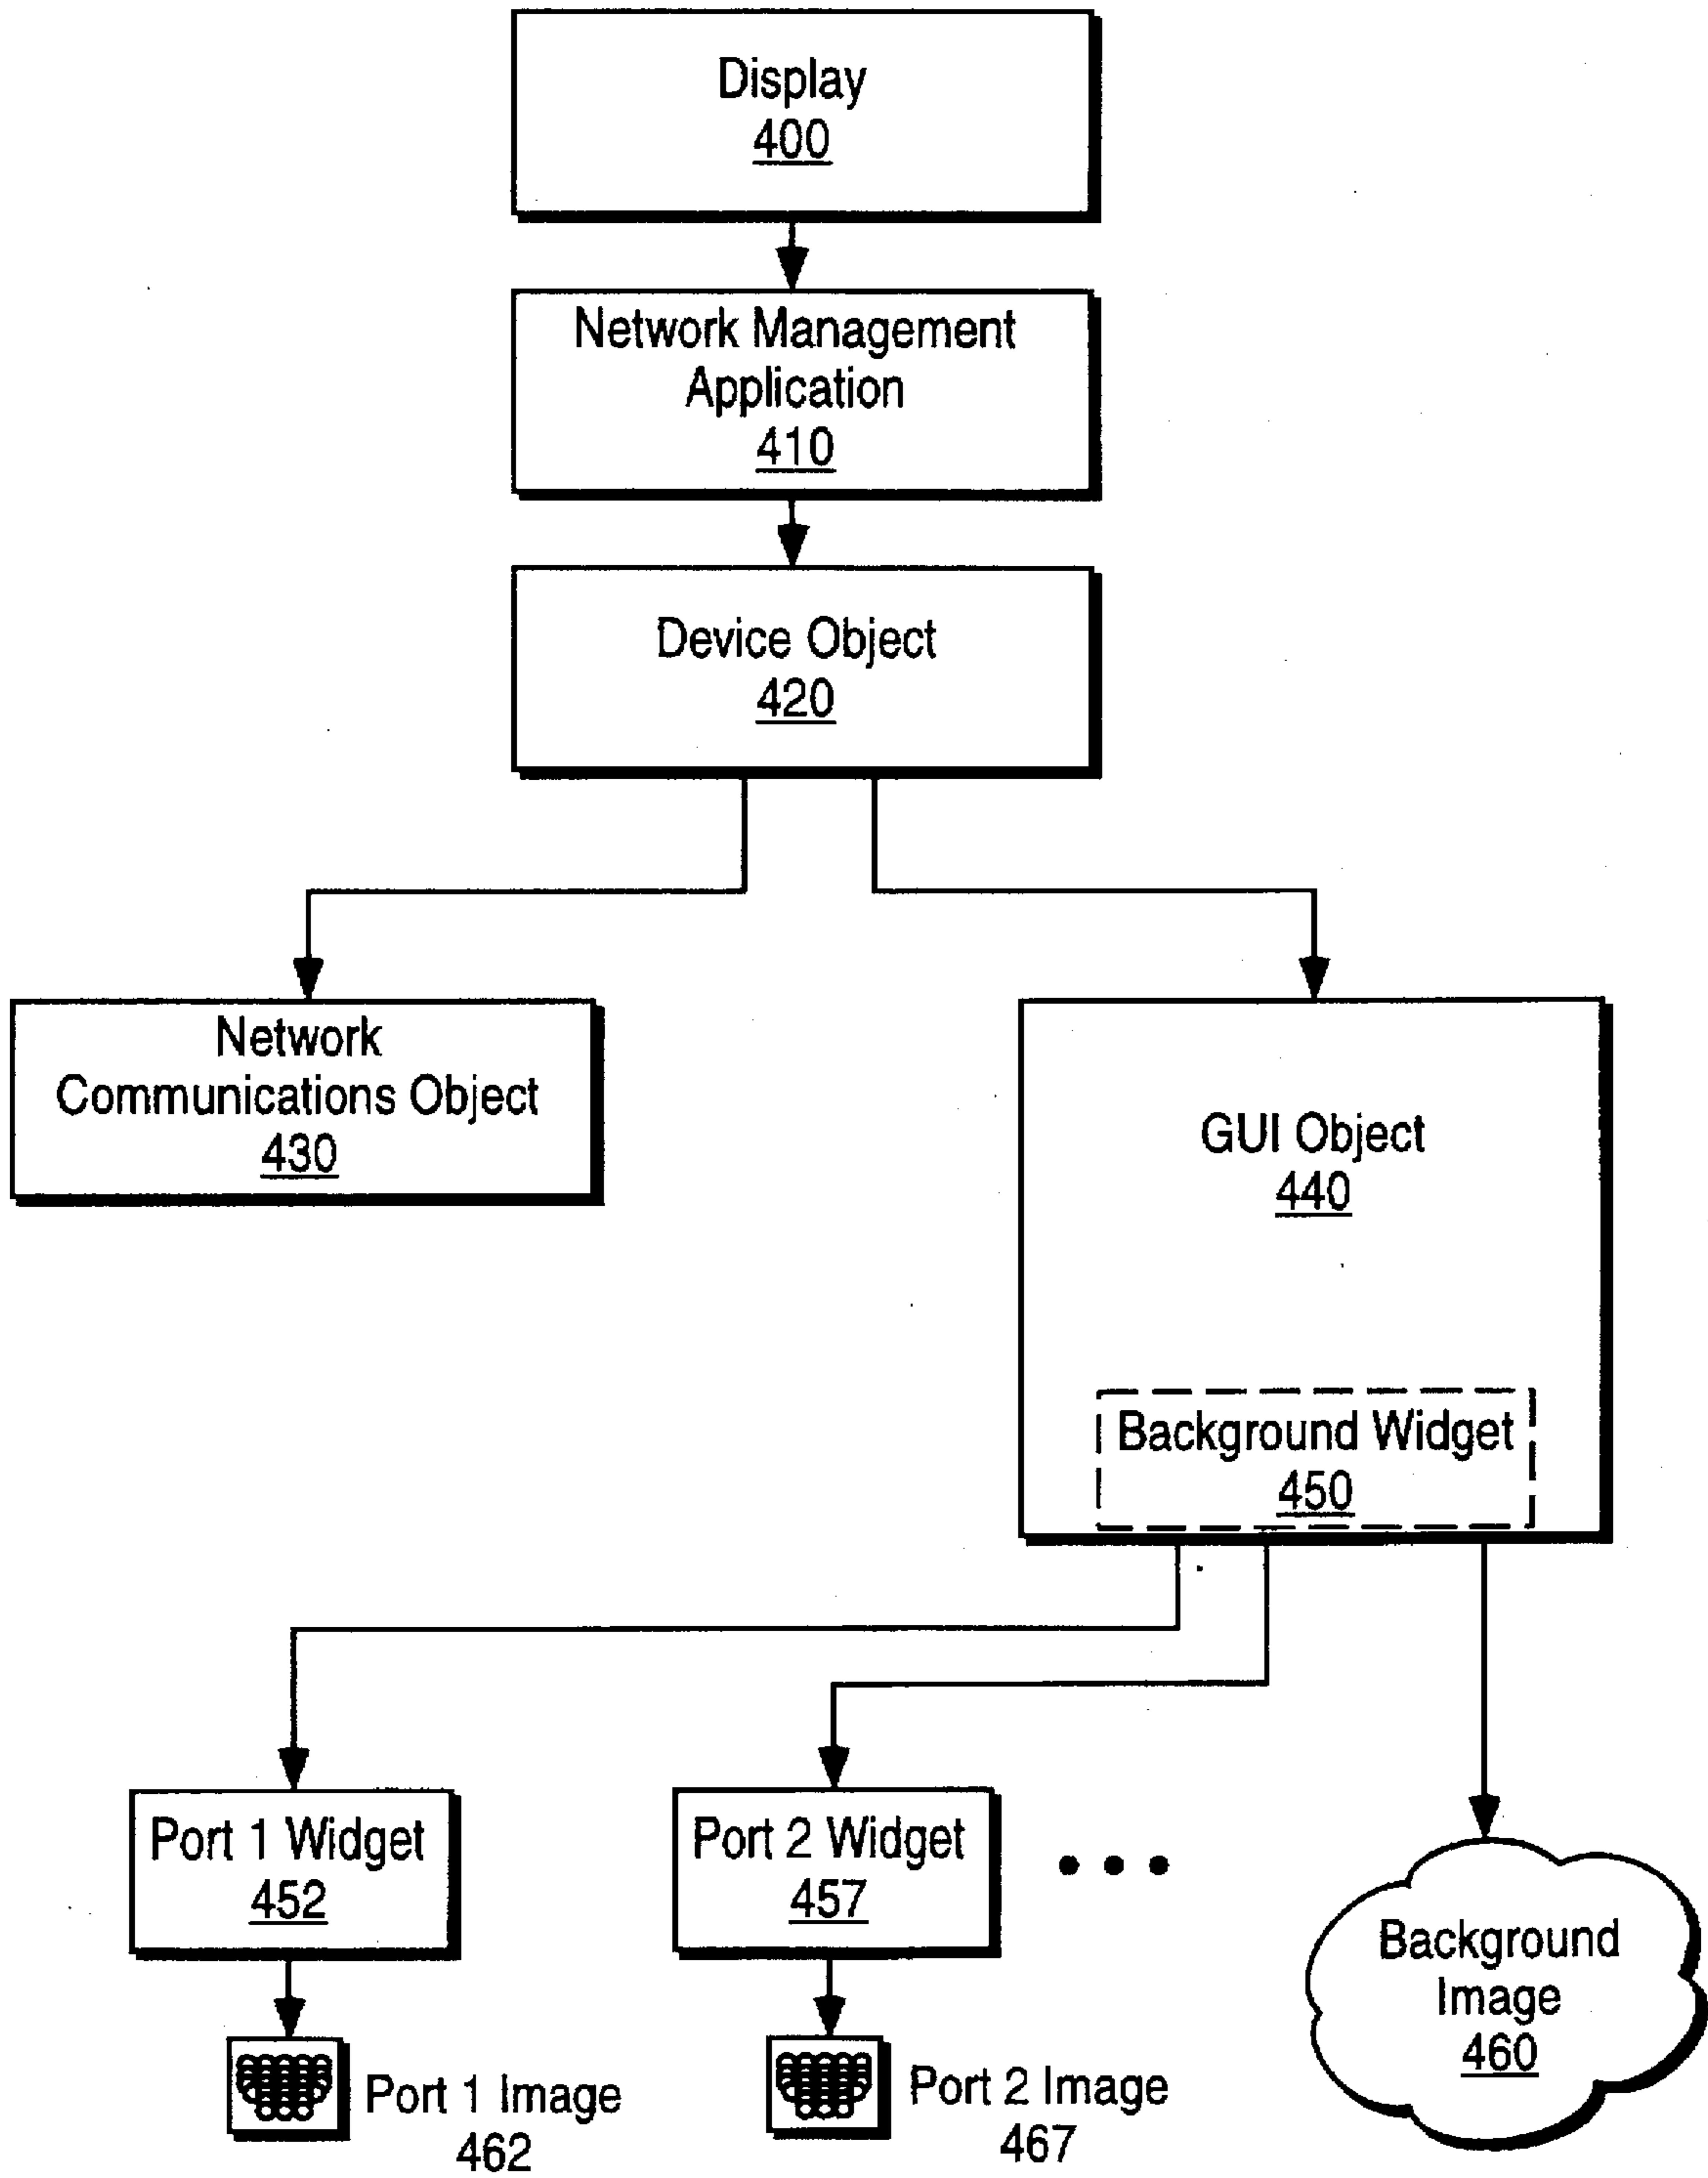 Display
400
Network Management
Application
410
Device Object
420
Network
Communications Object
430
GUI Object
440
Background Widget
450
Port 1 Widget
452
Port 2 Widget
457
Background
Image
460
Port 1 Image
462
Port 2 Image
467